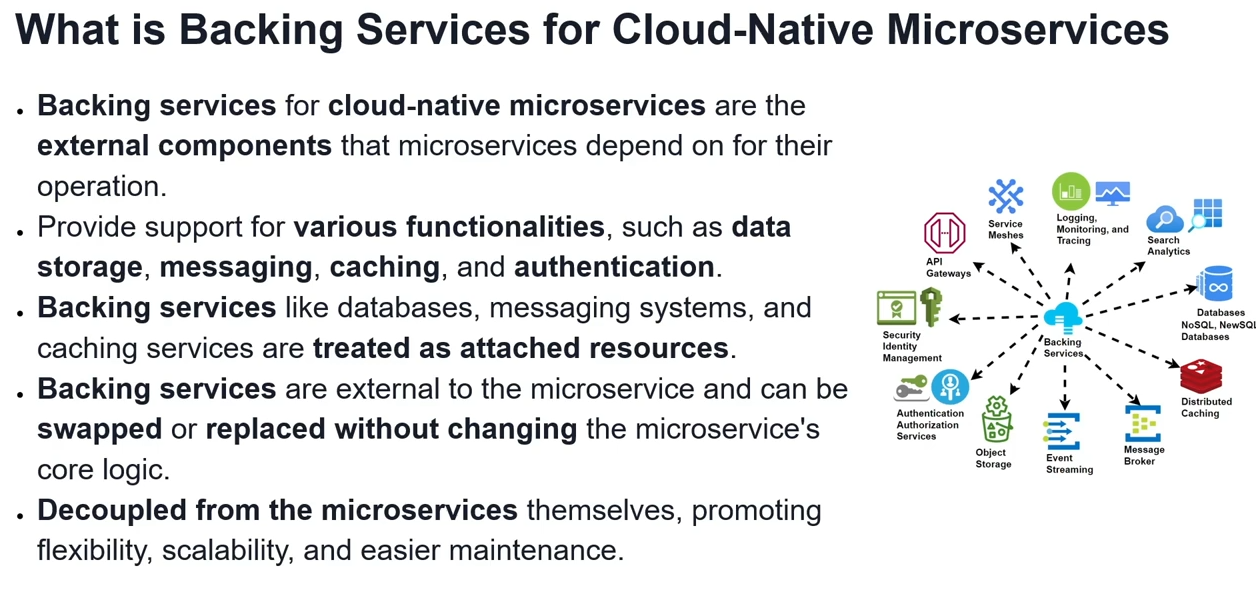 What is Backing Services for Cloud-Native Microservices
• Backing services for cloud-native microservices are the
external components that microservices depend on for their
operation.
• Provide support for various functionalities, such as data
storage, messaging, caching, and authentication.
• Backing services like databases, messaging systems, and
caching services are treated as attached resources.
• Backing services are external to the microservice and can be
swapped or replaced without changing the microservice's
core logic.
• Decoupled from the microservices themselves, promoting
flexibility, scalability, and easier maintenance.
Service
Meshes
Logging,
Monitoring, and
Tracing
Search
Analytics
API
Gateways
Databases
NoSQL, NewSQL
Databases
Security
Identity
Management
Backing
Services
Distributed
Caching
Authentication
Authorization
Services
Object
Storage
Event
Streaming
Message
Broker